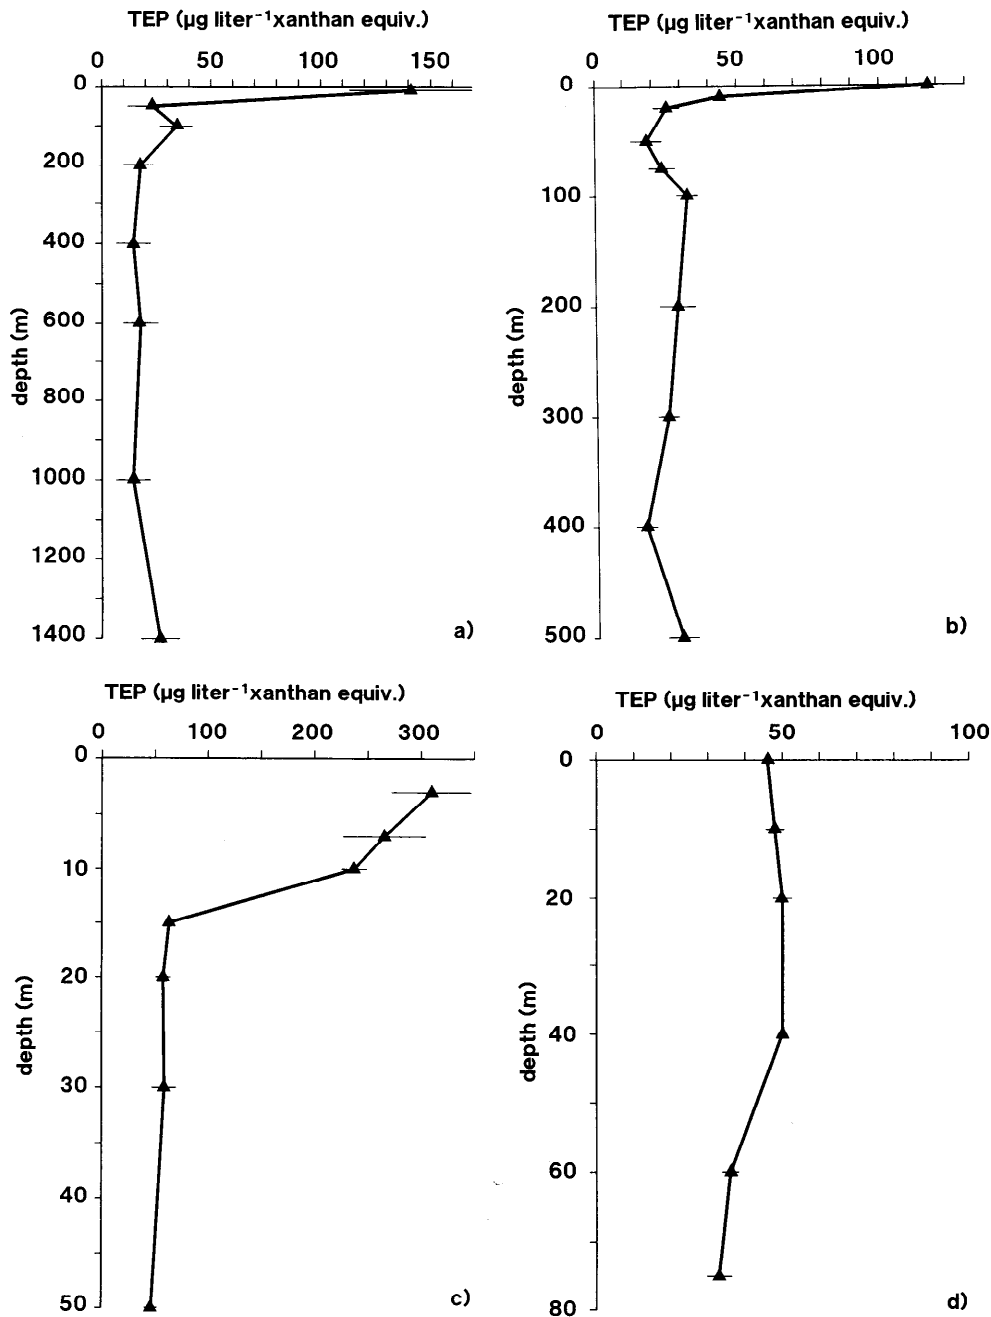 TEP (µg liter⁻¹xanthan equiv.)
0 50 100 150
0
200
400
600
800
1000
1200
1400
depth (m)
a)
TEP (µg liter⁻¹xanthan equiv.)
0 50 100
0
100
200
300
400
500
depth (m)
b)
TEP (µg liter⁻¹xanthan equiv.)
0 100 200 300
0
10
20
30
40
50
depth (m)
c)
TEP (µg liter⁻¹xanthan equiv.)
0 50 100
0
20
40
60
80
depth (m)
d)